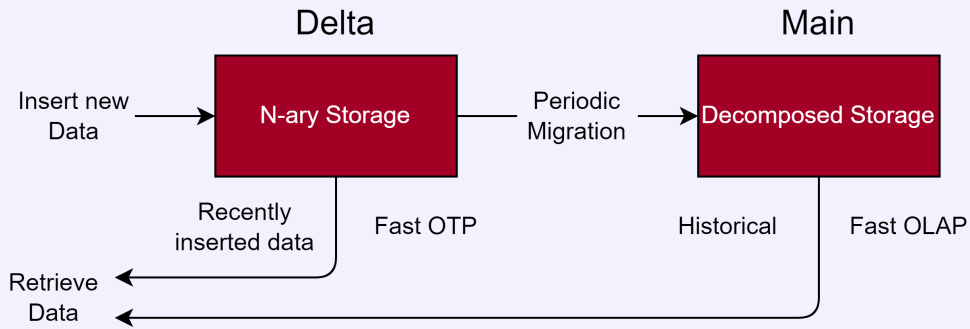 Delta
Main
Insert new
Data
N-ary Storage
Periodic
Migration
Decomposed Storage
Recently
inserted data
Fast OTP
Historical
Fast OLAP
Retrieve
Data